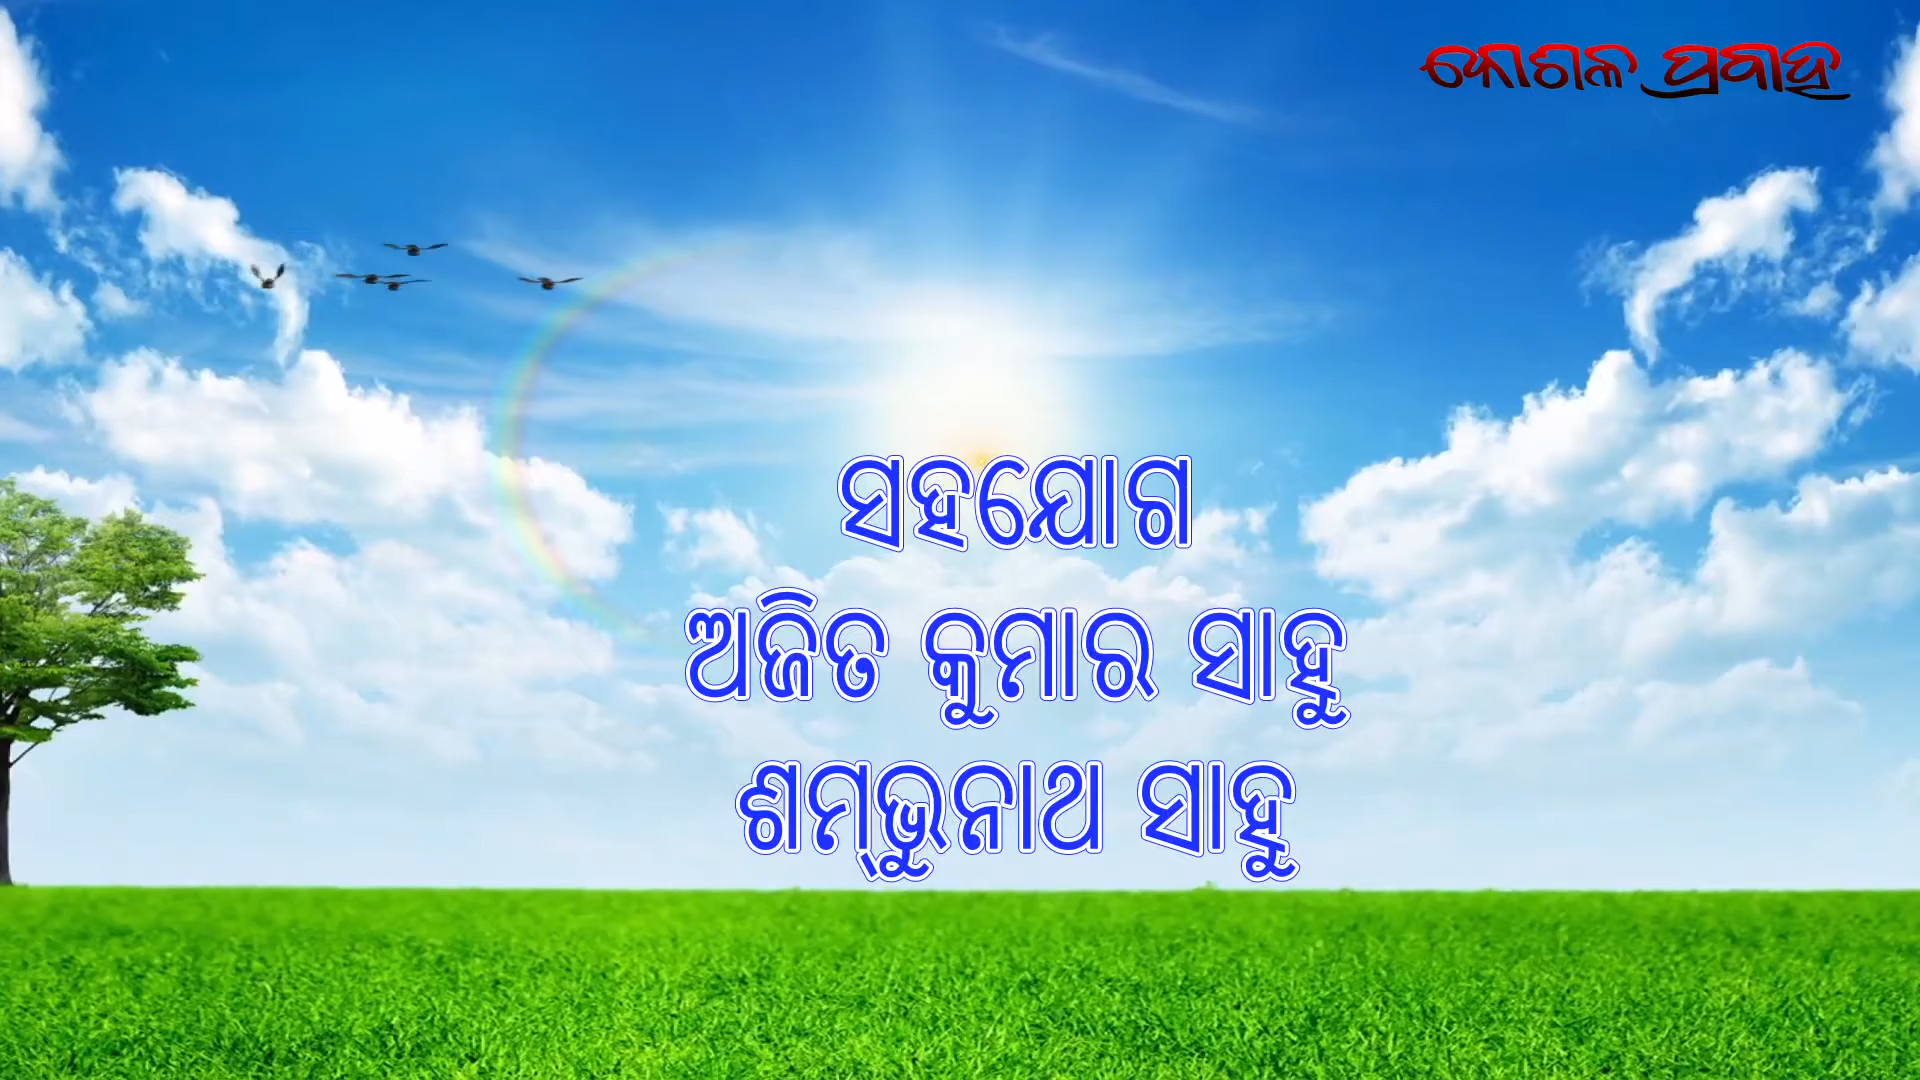 କୋଶଳ ପ୍ରବାହ
ସହଯୋଗ
ଅଜିତ କୁମାର ସାହୁ
ଶମ୍‌ଭୁନାଥ ସାହୁ